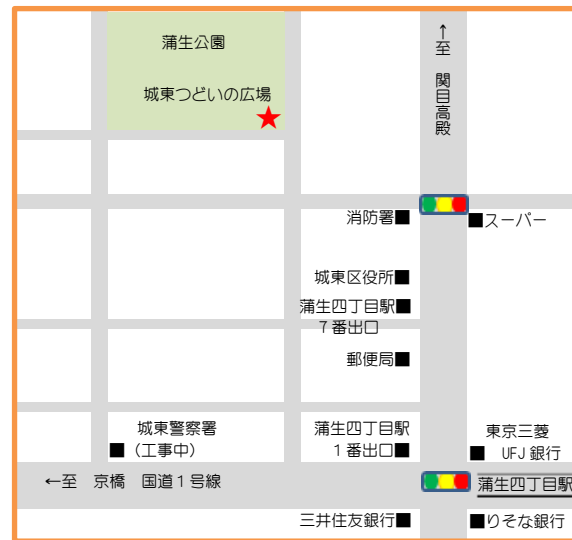 蒲生公園
城東つどいの広場
↑至 関目高殿
消防署■
■スーパー
城東区役所■
蒲生四丁目駅■
７番出口
郵便局■
城東警察署
■（工事中）
蒲生四丁目駅
１番出口■
東京三菱
■ UFJ銀行
←至 京橋 国道１号線
蒲生四丁目駅
三井住友銀行■
■りそな銀行